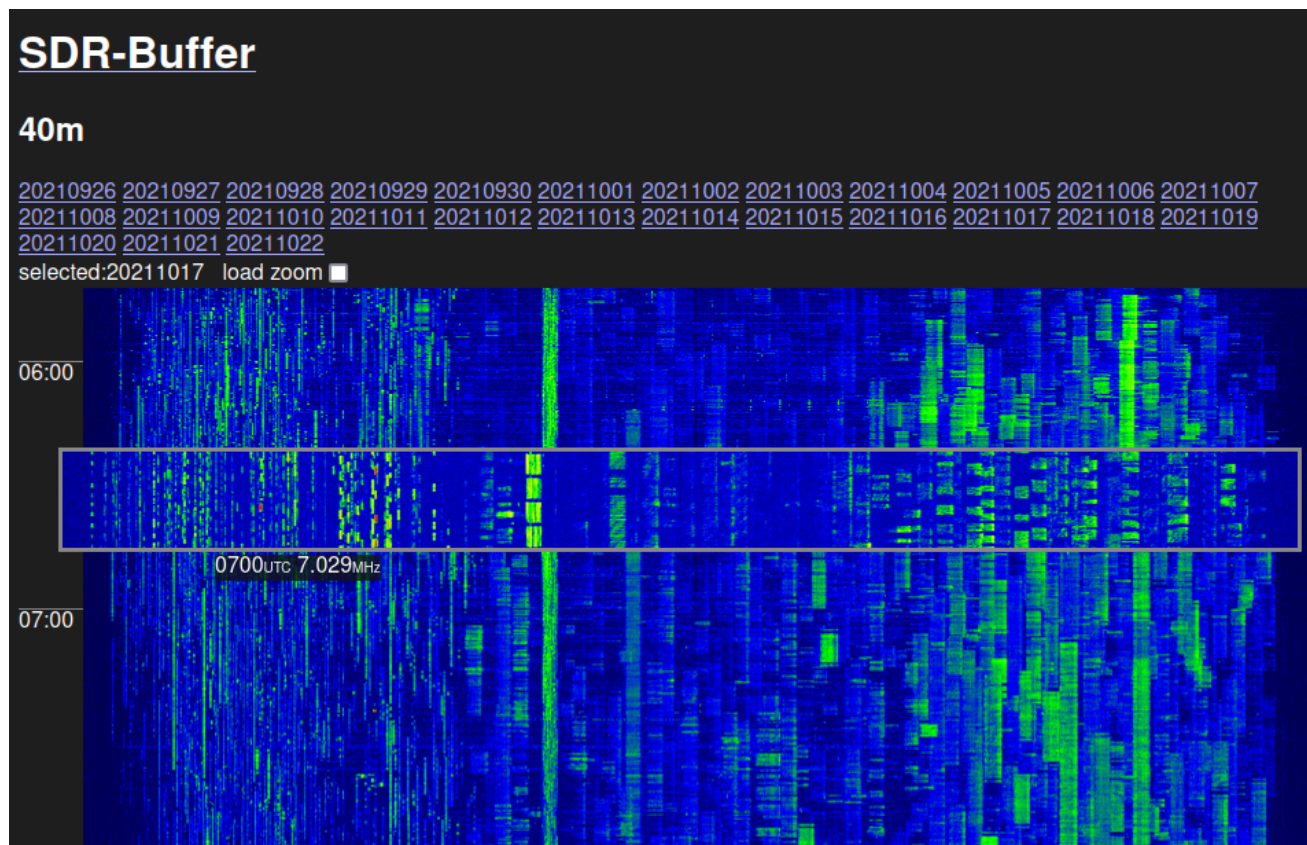 SDR-Buffer
40m
20210926 20210927 20210928 20210929 20210930 20211001 20211002 20211003 20211004 20211005 20211006 20211007
20211008 20211009 20211010 20211011 20211012 20211013 20211014 20211015 20211016 20211017 20211018 20211019
20211020 20211021 20211022
selected:20211017 load zoom
06:00
0700UTC 7.029MHz
07:00